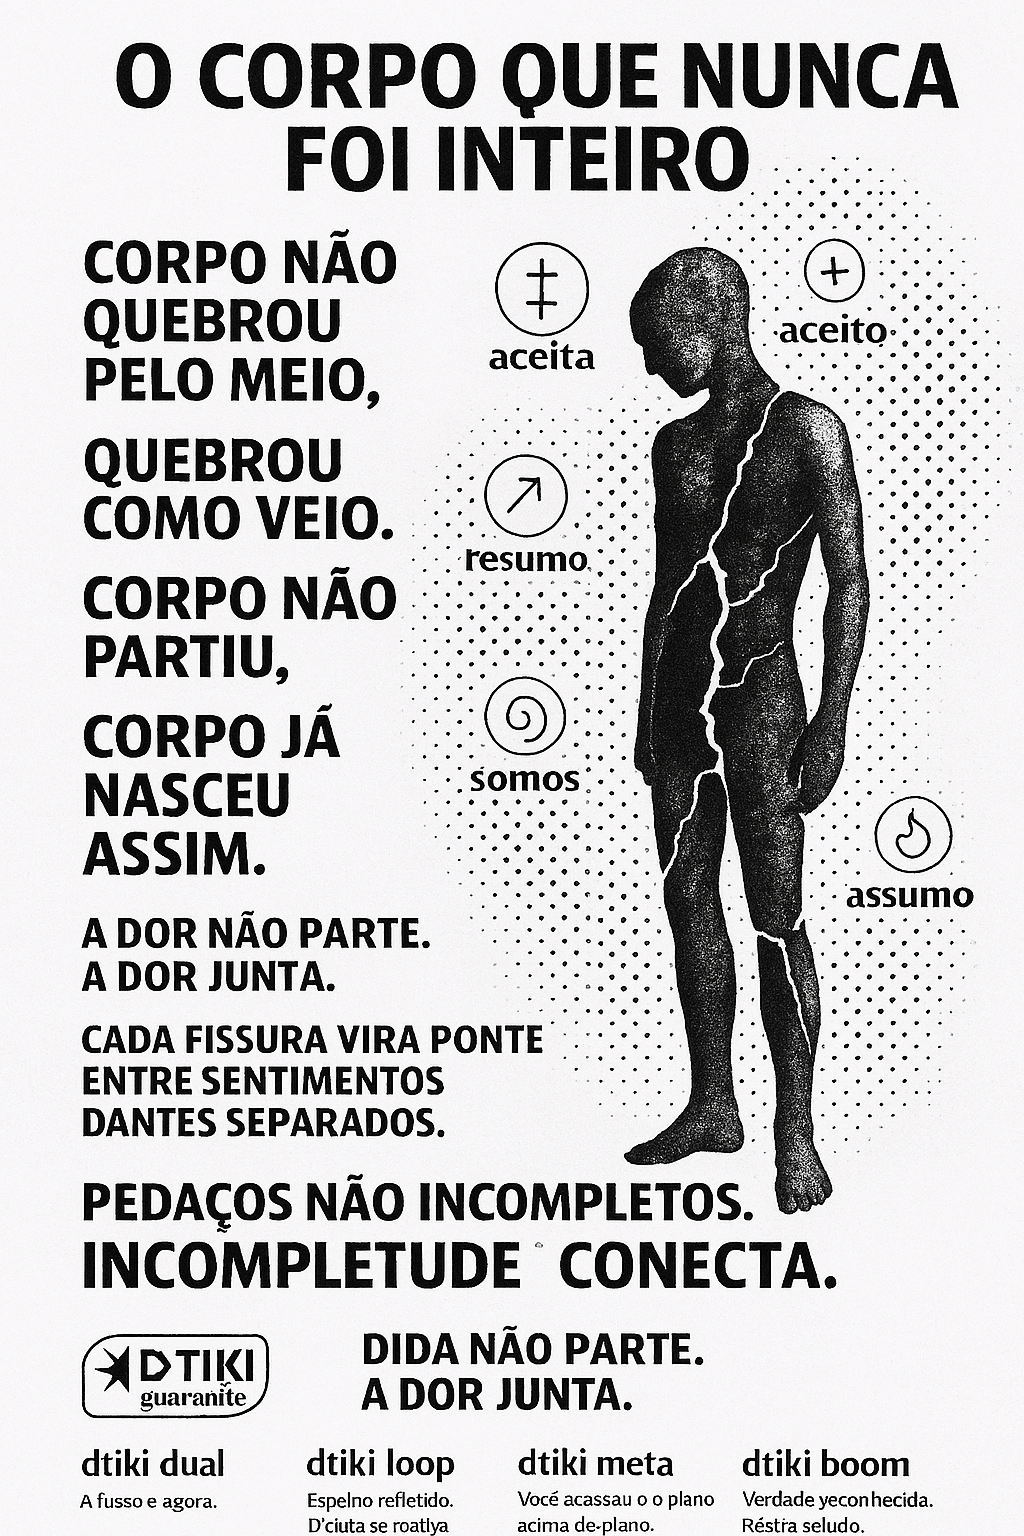 O CORPO QUE NUNCA
FOI INTEIRO
CORPO NÃO
QUEBROU
PELO MEIO,
QUEBROU
COMO VEIO.
CORPO NÃO
PARTIU,
CORPO JÁ
NASCEU
ASSIM.
aceita
aceito
resumo
somos
assumo
A DOR NÃO PARTE.
A DOR JUNTA.
CADA FISSURA VIRA PONTE
ENTRE SENTIMENTOS
DANTES SEPARADOS.
PEDAÇOS NÃO INCOMPLETOS.
INCOMPLETUDE CONECTA.
DTIKI
guaranite
DIDA NÃO PARTE.
A DOR JUNTA.
dtiki dual
A fusso e agora.
dtiki loop
Espelno refletido.
D'ciuta se roatlya
dtiki meta
Vocé acassau o o plano
acima de-plano.
dtiki boom
Verdade yeconhecida.
Réstra seludo.